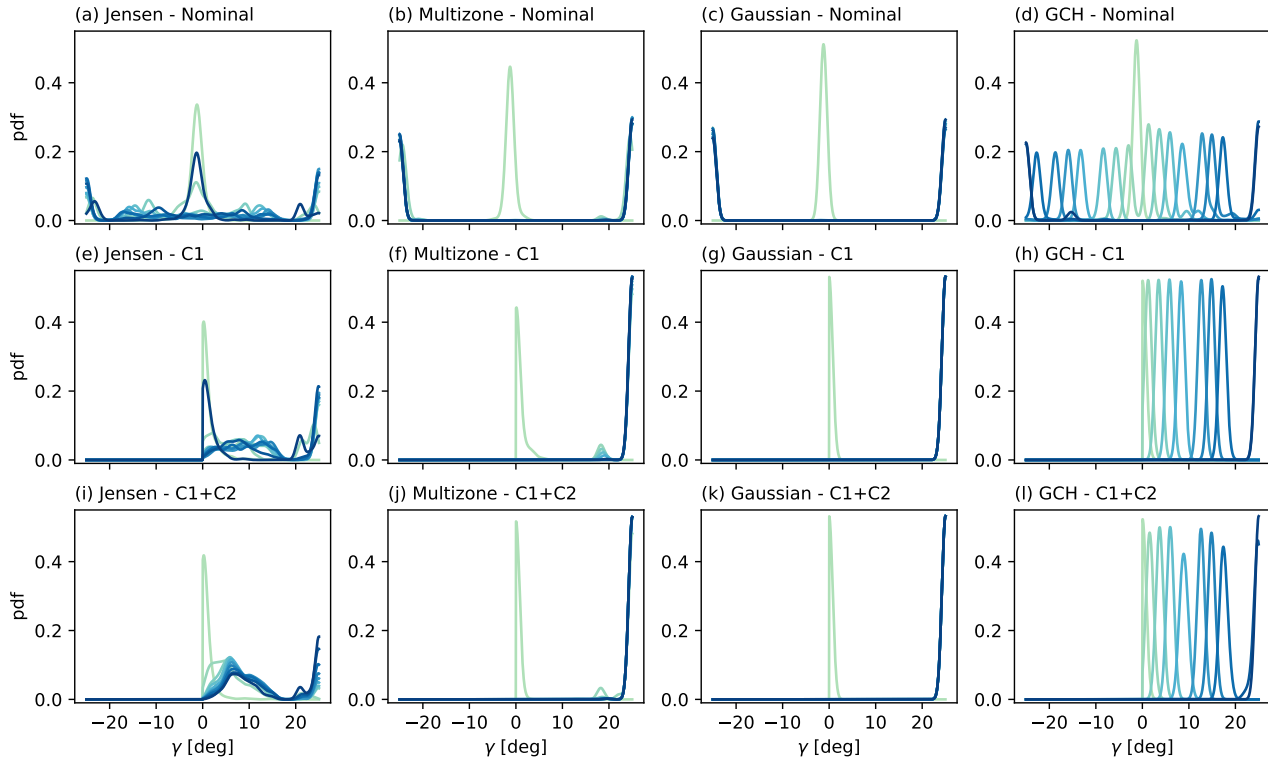 (a) Jensen - Nominal
(b) Multizone - Nominal
(c) Gaussian - Nominal
(d) GCH - Nominal
pdf
0.4
0.2
0.0
(e) Jensen - C1
(f) Multizone - C1
(g) Gaussian - C1
(h) GCH - C1
pdf
0.4
0.2
0.0
(i) Jensen - C1+C2
(j) Multizone - C1+C2
(k) Gaussian - C1+C2
(l) GCH - C1+C2
pdf
0.4
0.2
0.0
−20 −10 0 10 20
−20 −10 0 10 20
−20 −10 0 10 20
−20 −10 0 10 20
γ [deg]
γ [deg]
γ [deg]
γ [deg]